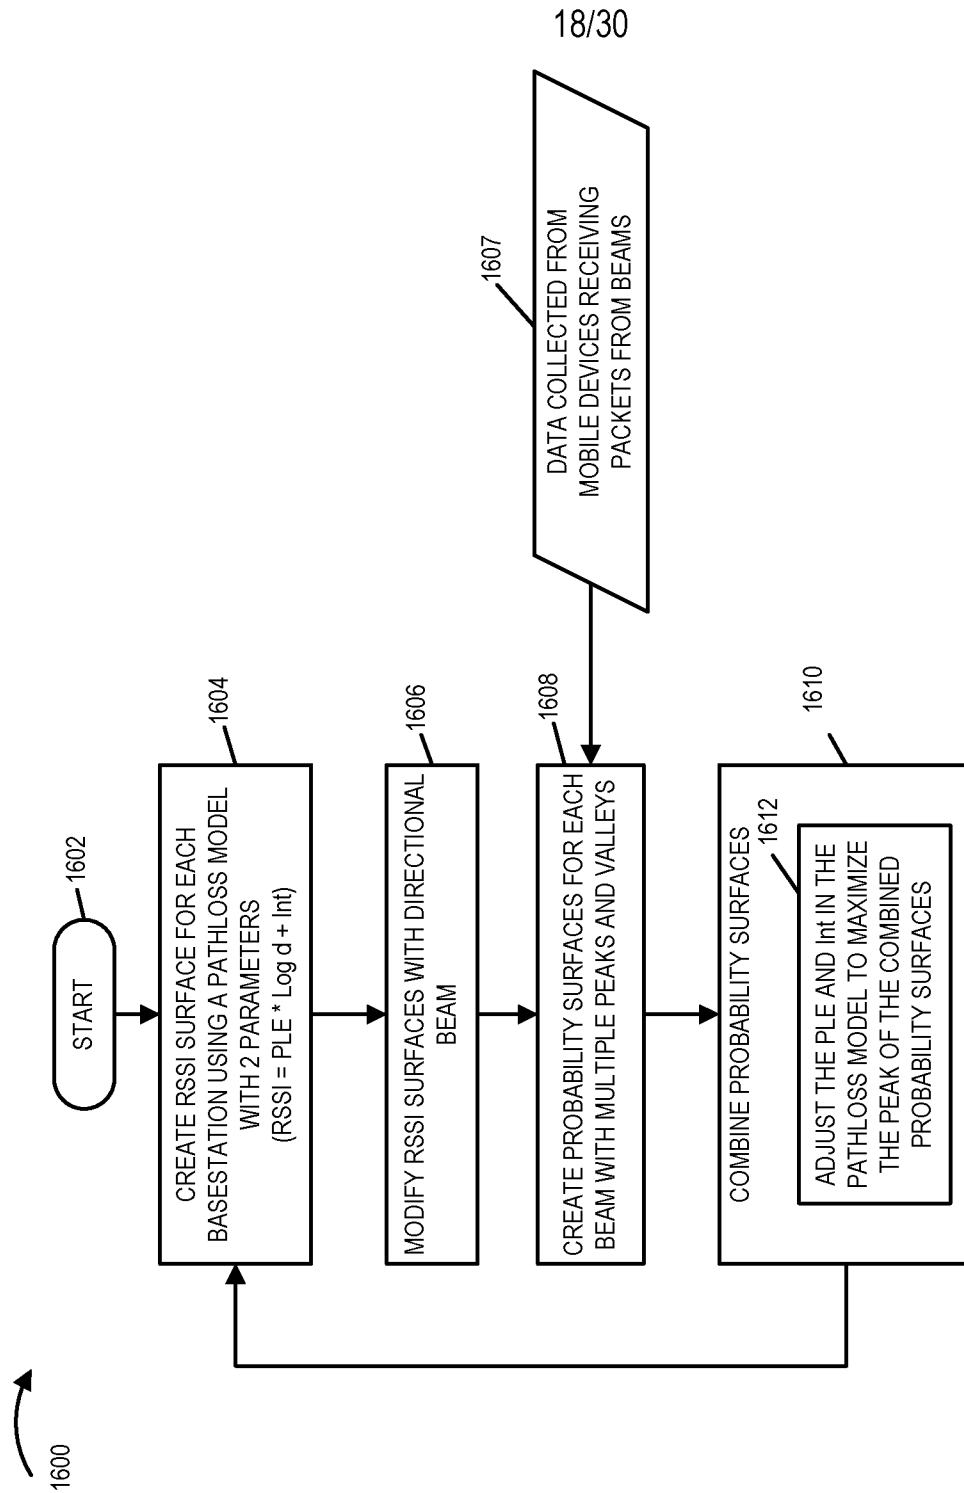 18/30
1600
START
1602
CREATE RSSI SURFACE FOR EACH
BASESTATION USING A PATHLOSS MODEL
WITH 2 PARAMETERS
(RSSI = PLE * Log d + Int)
1604
MODIFY RSSI SURFACES WITH DIRECTIONAL
BEAM
1606
DATA COLLECTED FROM
MOBILE DEVICES RECEIVING
PACKETS FROM BEAMS
1607
CREATE PROBABILITY SURFACES FOR EACH
BEAM WITH MULTIPLE PEAKS AND VALLEYS
1608
COMBINE PROBABILITY SURFACES
1610
1612
ADJUST THE PLE AND Int IN THE
PATHLOSS MODEL TO MAXIMIZE
THE PEAK OF THE COMBINED
PROBABILITY SURFACES